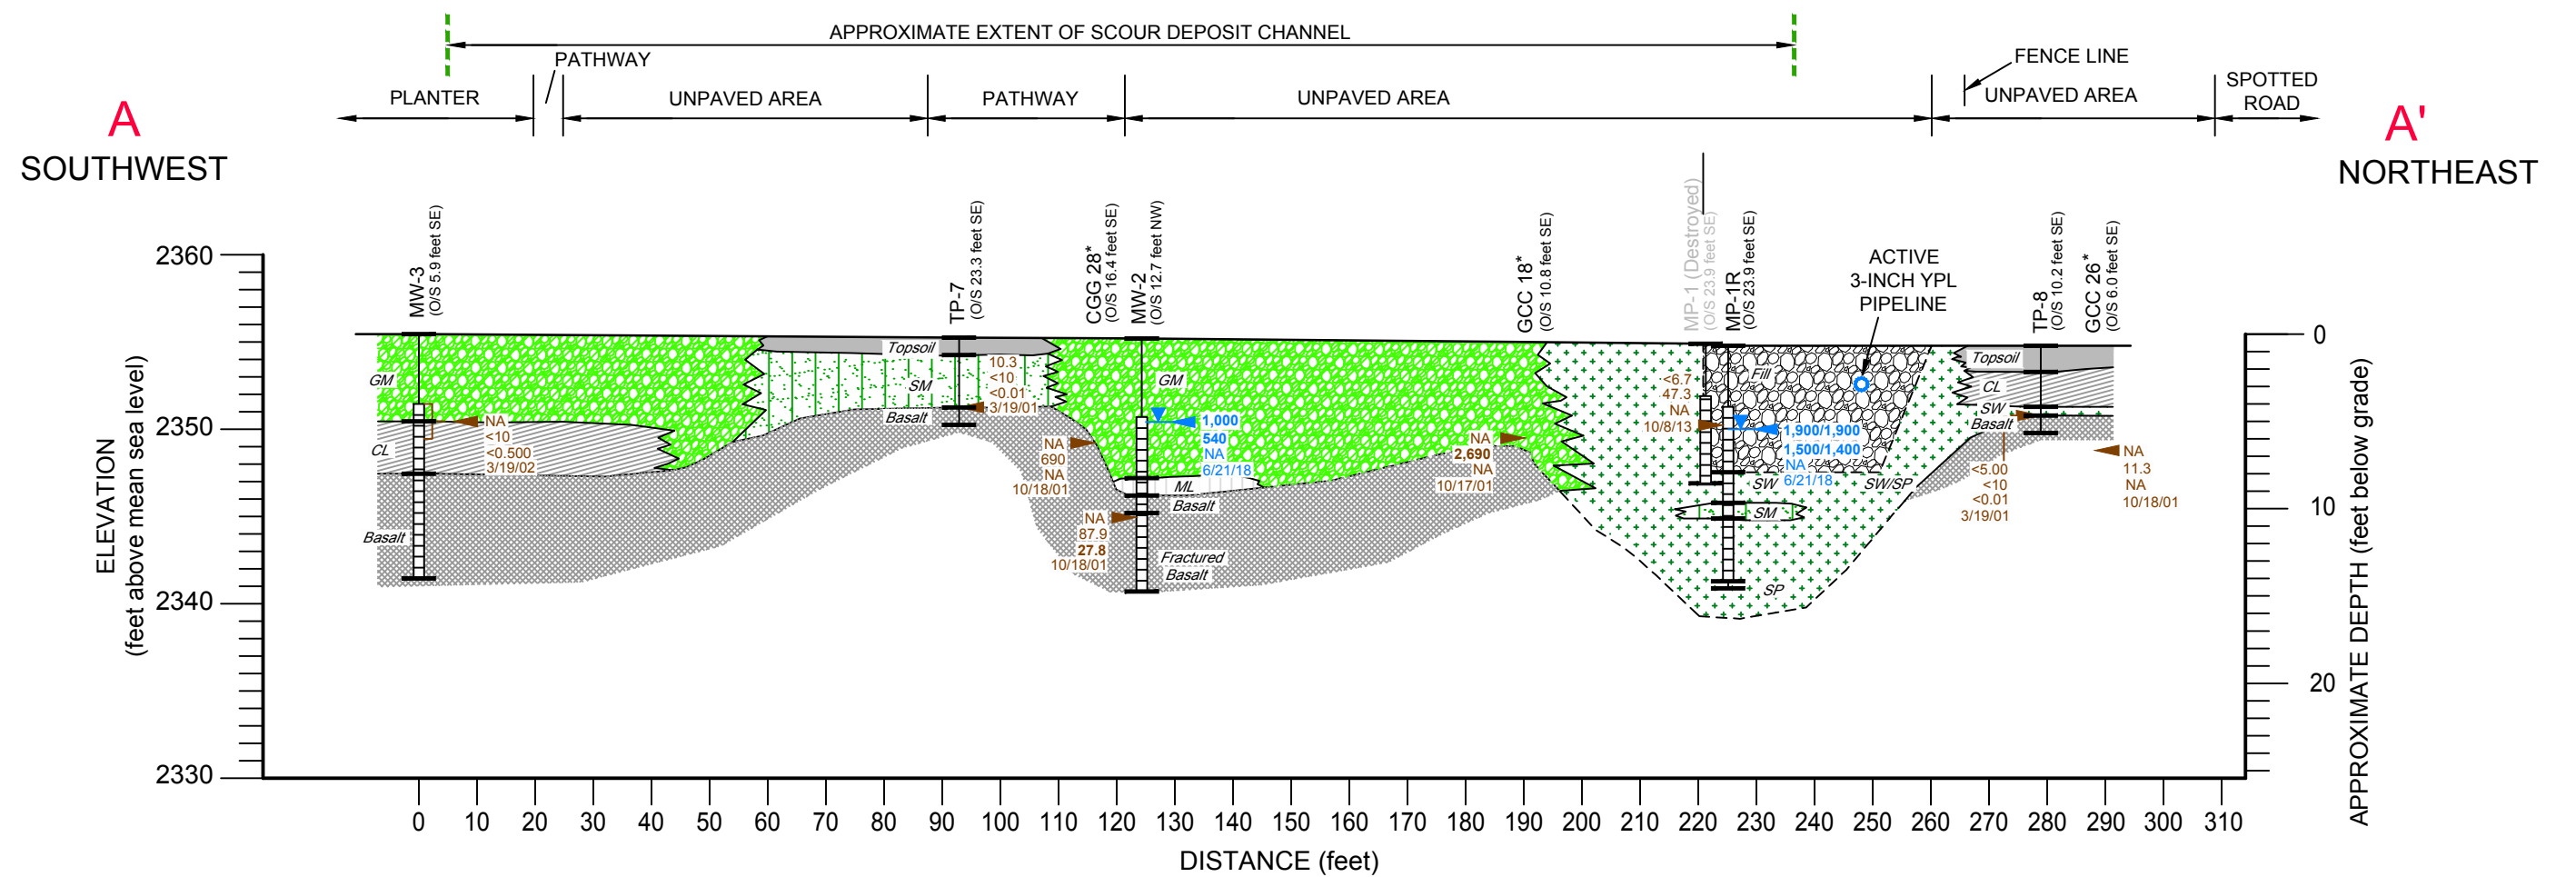 APPROXIMATE EXTENT OF SCOUR DEPOSIT CHANNEL
PATHWAY
FENCE LINE
PLANTER
UNPAVED AREA
PATHWAY
UNPAVED AREA
UNPAVED AREA
SPOTTED
ROAD
A
SOUTHWEST
A'
NORTHEAST
MW-3
(O/S 5.9 feet SE)
TP-7
(O/S 23.3 feet SE)
CGG 28*
(O/S 16.4 feet SE)
MW-2
(O/S 12.7 feet NW)
GCC 18*
(O/S 10.8 feet SE)
MP-1 (Destroyed)
(O/S 23.9 feet SE)
MP-1R
(O/S 23.9 feet SE)
ACTIVE
3-INCH YPL
PIPELINE
TP-8
(O/S 10.2 feet SE)
GCC 26*
(O/S 6.0 feet SE)
ELEVATION
(feet above mean sea level)
2360
2350
2340
2330
GM
CL
Basalt
NA
<10
<0.500
3/19/02
Topsoil
SM
Basalt
10.3
<10
<0.01
3/19/01
NA
690
NA
10/18/01
NA
87.9
27.8
10/18/01
GM
1,000
540
NA
6/21/18
ML
Basalt
Fractured
Basalt
NA
2,690
NA
10/17/01
<6.7
47.3
NA
10/8/13
Fill
1,900/1,900
1,500/1,400
NA
6/21/18
SW
SW/SP
SM
SP
Topsoil
CL
SW
Basalt
<5.00
<10
<0.01
3/19/01
NA
11.3
NA
10/18/01
0
10
20
APPROXIMATE DEPTH (feet below grade)
0 10 20 30 40 50 60 70 80 90 100 110 120 130 140 150 160 170 180 190 200 210 220 230 240 250 260 270 280 290 300 310
DISTANCE (feet)